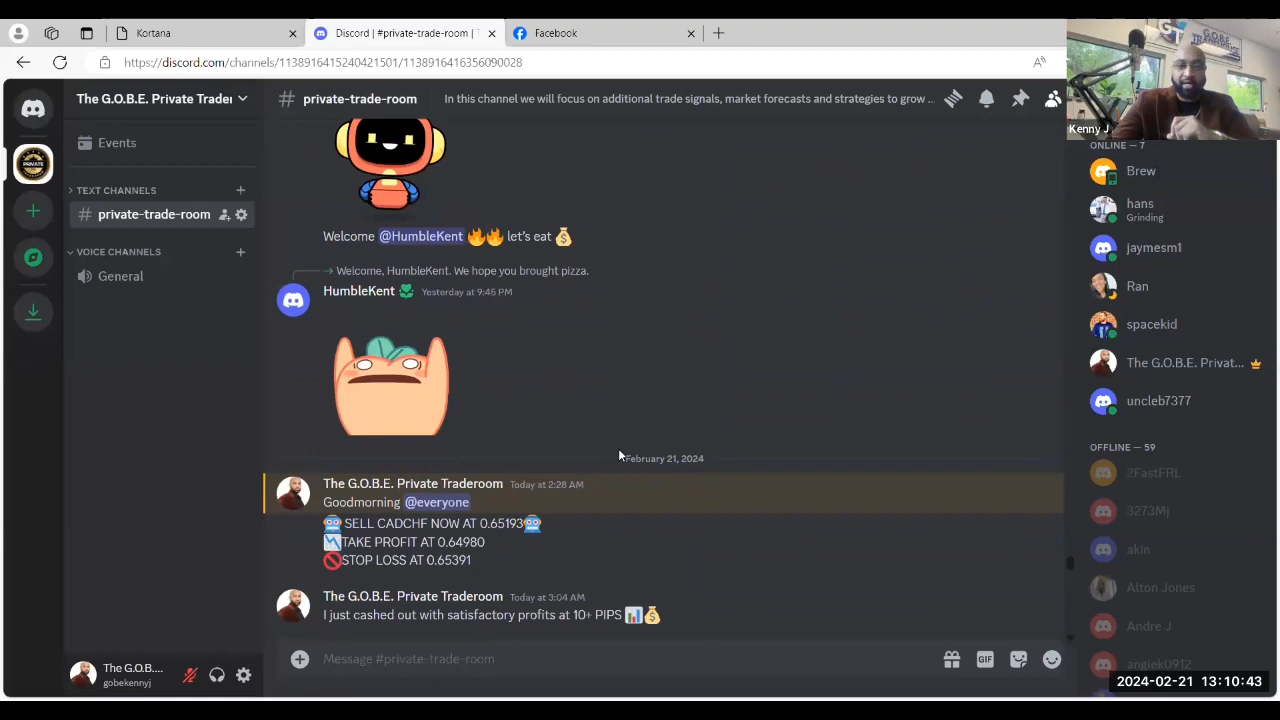 Kortana
Discord | #private-trade-room | T
Facebook
https://discord.com/channels/1138916415240421501/1138916416356090028
Kenny J
The G.O.B.E. Private Trader
private-trade-room
In this channel we will focus on additional trade signals, market forecasts and strategies to grow ...
Events
TEXT CHANNELS
private-trade-room
VOICE CHANNELS
General
Welcome @HumbleKent 🔥🔥 let's eat 💰
Welcome, HumbleKent. We hope you brought pizza.
HumbleKent Yesterday at 9:45 PM
February 21, 2024
The G.O.B.E. Private Traderoom Today at 2:28 AM
Goodmorning @everyone
🤖 SELL CADCHF NOW AT 0.65193🤖
📉TAKE PROFIT AT 0.64980
🚫STOP LOSS AT 0.65391
The G.O.B.E. Private Traderoom Today at 3:04 AM
I just cashed out with satisfactory profits at 10+ PIPS 📊💰
Message #private-trade-room
GIF
The G.O.B....
gobekennyj
ONLINE — 7
Brew
hans
Grinding
jaymesm1
Ran
spacekid
The G.O.B.E. Privat...
uncleb7377
OFFLINE — 59
2FastFRL
3273Mj
akin
Alton Jones
Andre J
angiek0912
2024-02-21 13:10:43